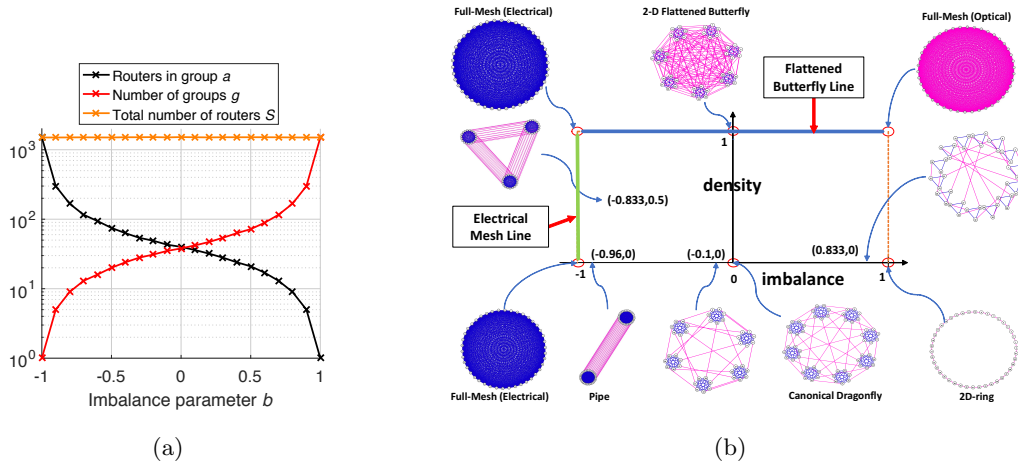 Routers in group a
Number of groups g
Total number of routers S
10^3
10^2
10^1
10^0
-1
-0.5
0
0.5
1
Imbalance parameter b
(a)
Full-Mesh (Electrical)
2-D Flattened Butterfly
Full-Mesh (Optical)
Flattened
Butterfly Line
1
density
(-0.833,0.5)
Electrical
Mesh Line
(-0.96,0)
(-0.1,0)
(0.833,0)
-1
0
imbalance
1
Full-Mesh (Electrical)
Pipe
Canonical Dragonfly
2D-ring
(b)